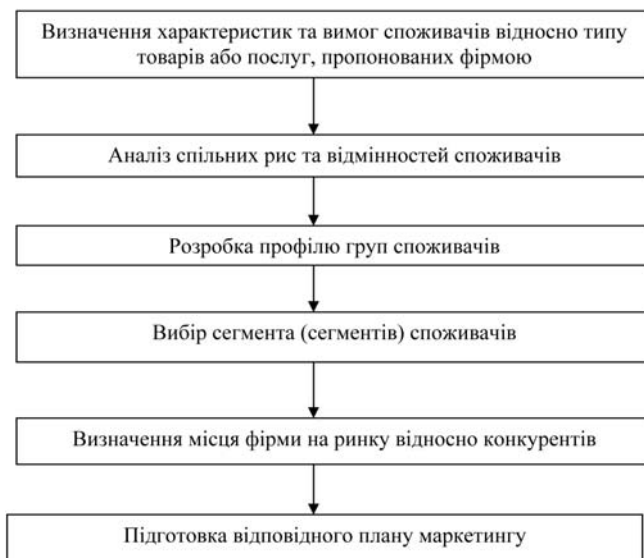 Визначення характеристик та вимог споживачів відносно типу
товарів або послуг, пропонованих фірмою
Аналіз спільних рис та відмінностей споживачів
Розробка профілю груп споживачів
Вибір сегмента (сегментів) споживачів
Визначення місця фірми на ринку відносно конкурентів
Підготовка відповідного плану маркетингу